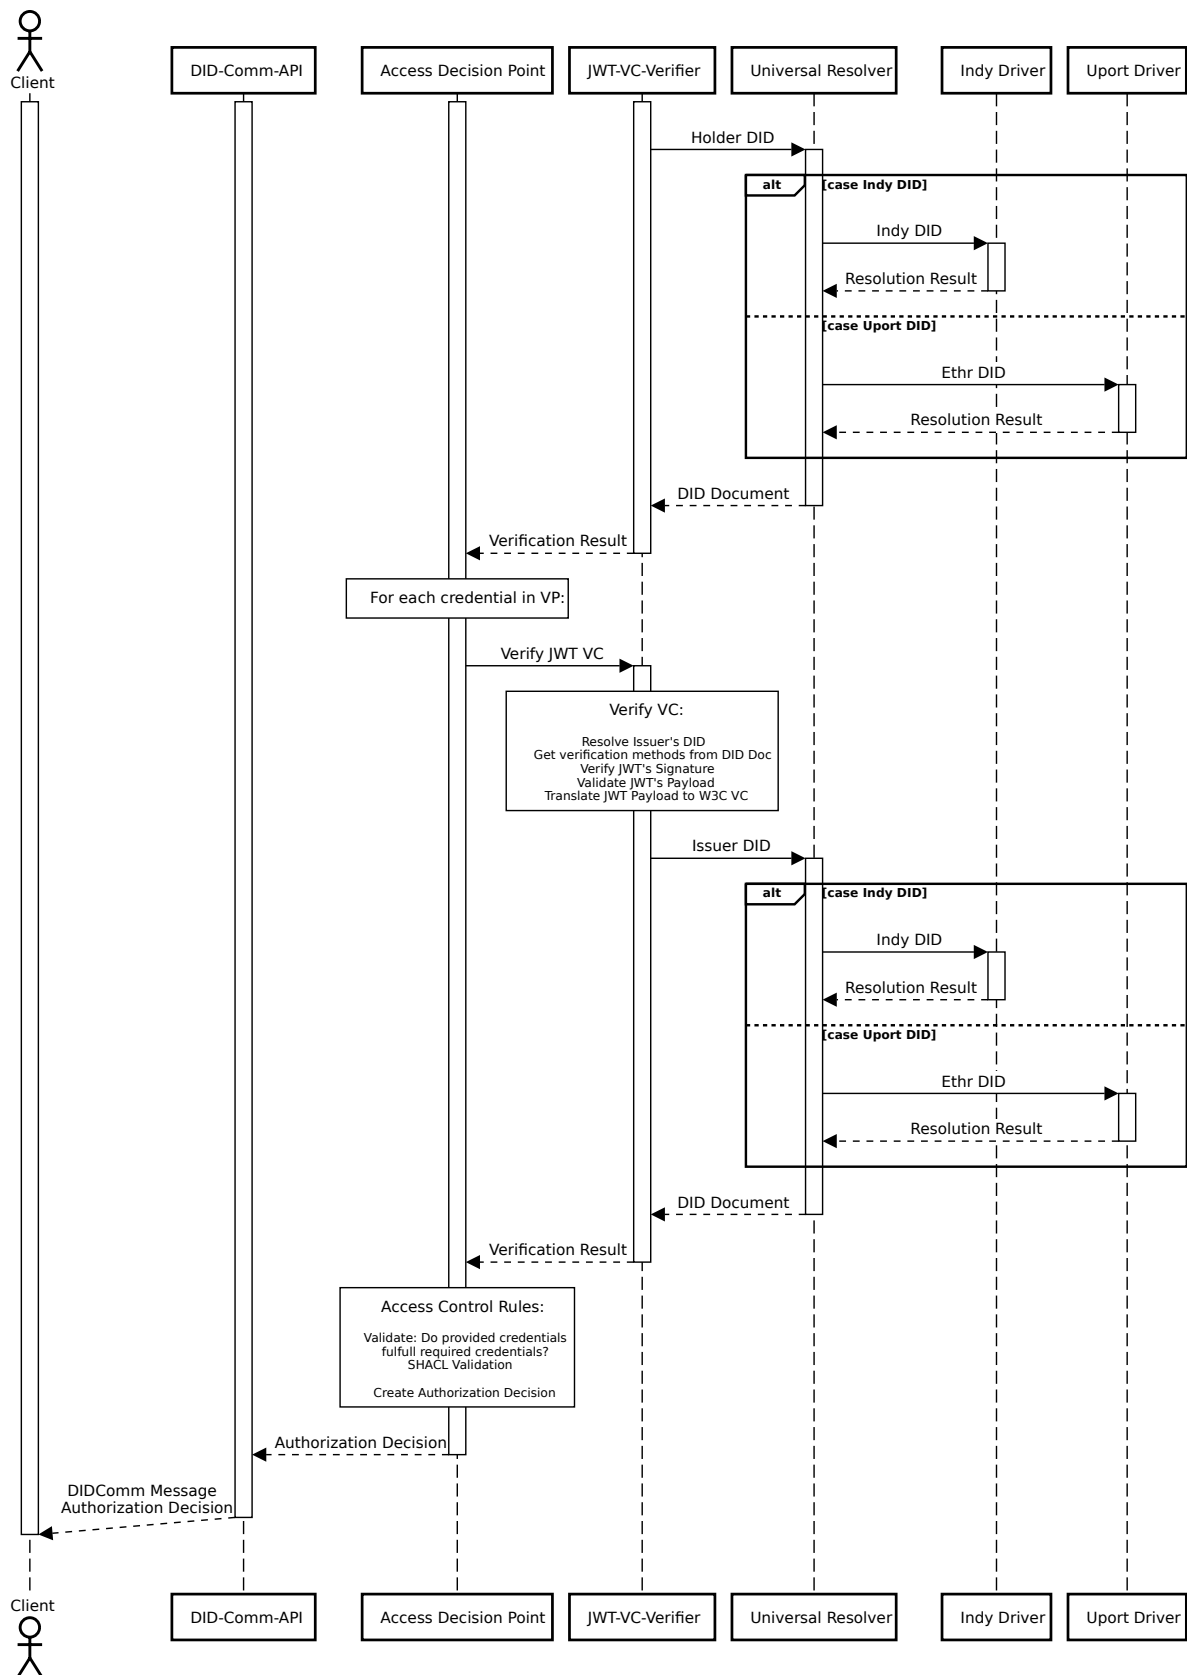 Client
DID-Comm-API
Access Decision Point
JWT-VC-Verifier
Universal Resolver
Indy Driver
Uport Driver
Holder DID
alt
[case Indy DID]
Indy DID
Resolution Result
[case Uport DID]
Ethr DID
Resolution Result
DID Document
Verification Result
For each credential in VP:
Verify JWT VC
Verify VC:
Resolve Issuer's DID
Get verification methods from DID Doc
Verify JWT's Signature
Validate JWT's Payload
Translate JWT Payload to W3C VC
Issuer DID
alt
[case Indy DID]
Indy DID
Resolution Result
[case Uport DID]
Ethr DID
Resolution Result
DID Document
Verification Result
Access Control Rules:
Validate: Do provided credentials
fulfull required credentials?
SHACL Validation
Create Authorization Decision
Authorization Decision
DIDComm Message
Authorization Decision
Client
DID-Comm-API
Access Decision Point
JWT-VC-Verifier
Universal Resolver
Indy Driver
Uport Driver